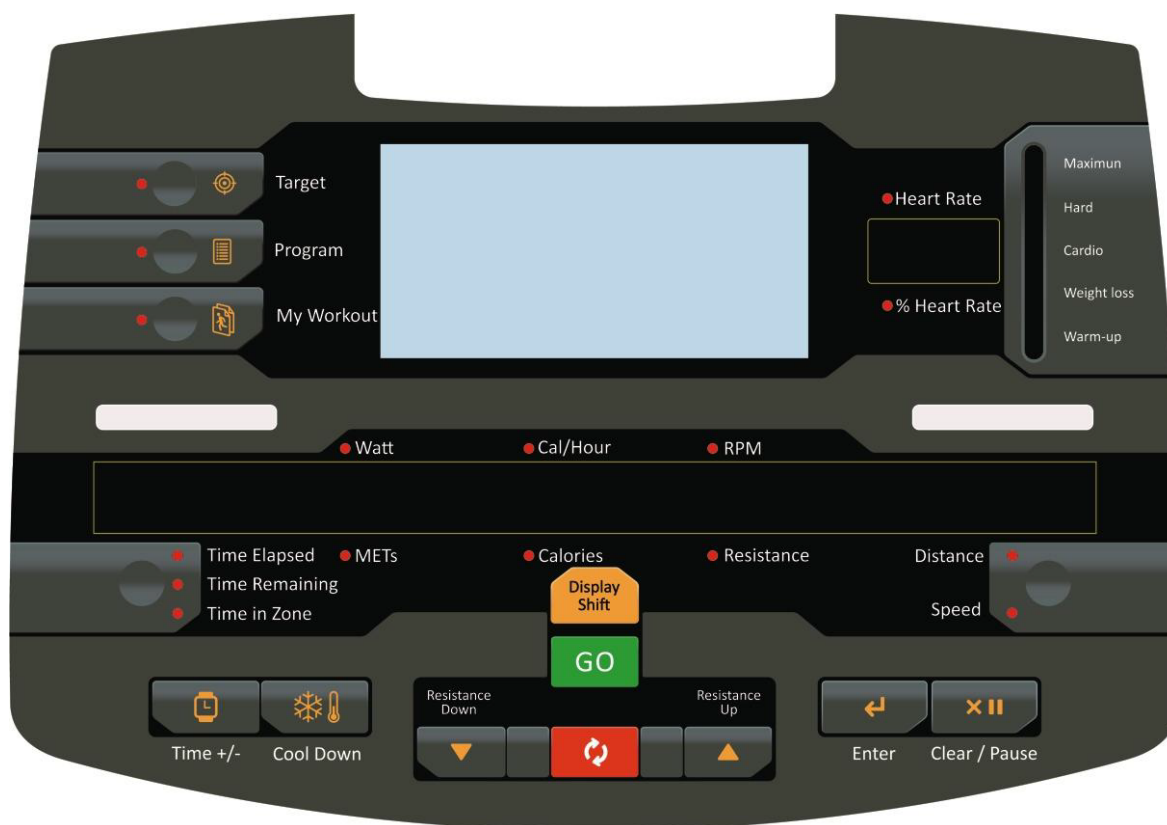 Target
Maximun
Heart Rate
Hard
Program
Cardio
Weight loss
% Heart Rate
My Workout
Warm-up
Watt
Cal/Hour
RPM
Time Elapsed
METs
Calories
Resistance
Distance
Time Remaining
Display
Shift
Time in Zone
Speed
GO
Resistance
Down
Resistance
Up
Time +/-
Cool Down
Enter
Clear / Pause